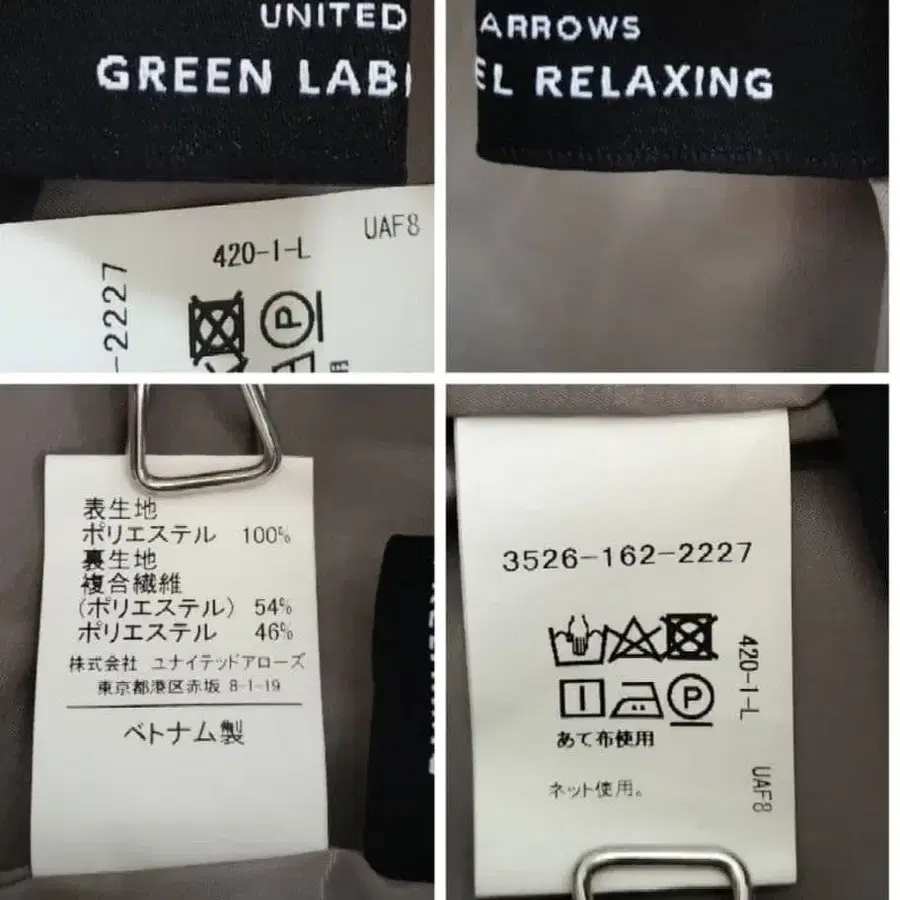 UNITED
GREEN LAB
420-1-L
UAF8
-2227
ARROWS
EL RELAXING
表生地
ポリエステル 100%
裏生地
複合繊維
(ポリエステル) 54%
ポリエステル 46%
株式会社 ユナイテッドアローズ
東京都港区赤坂 8-1-19
ベトナム製
3526-162-2227
P
あて布使用
ネット使用。
420-1-L
UAF8